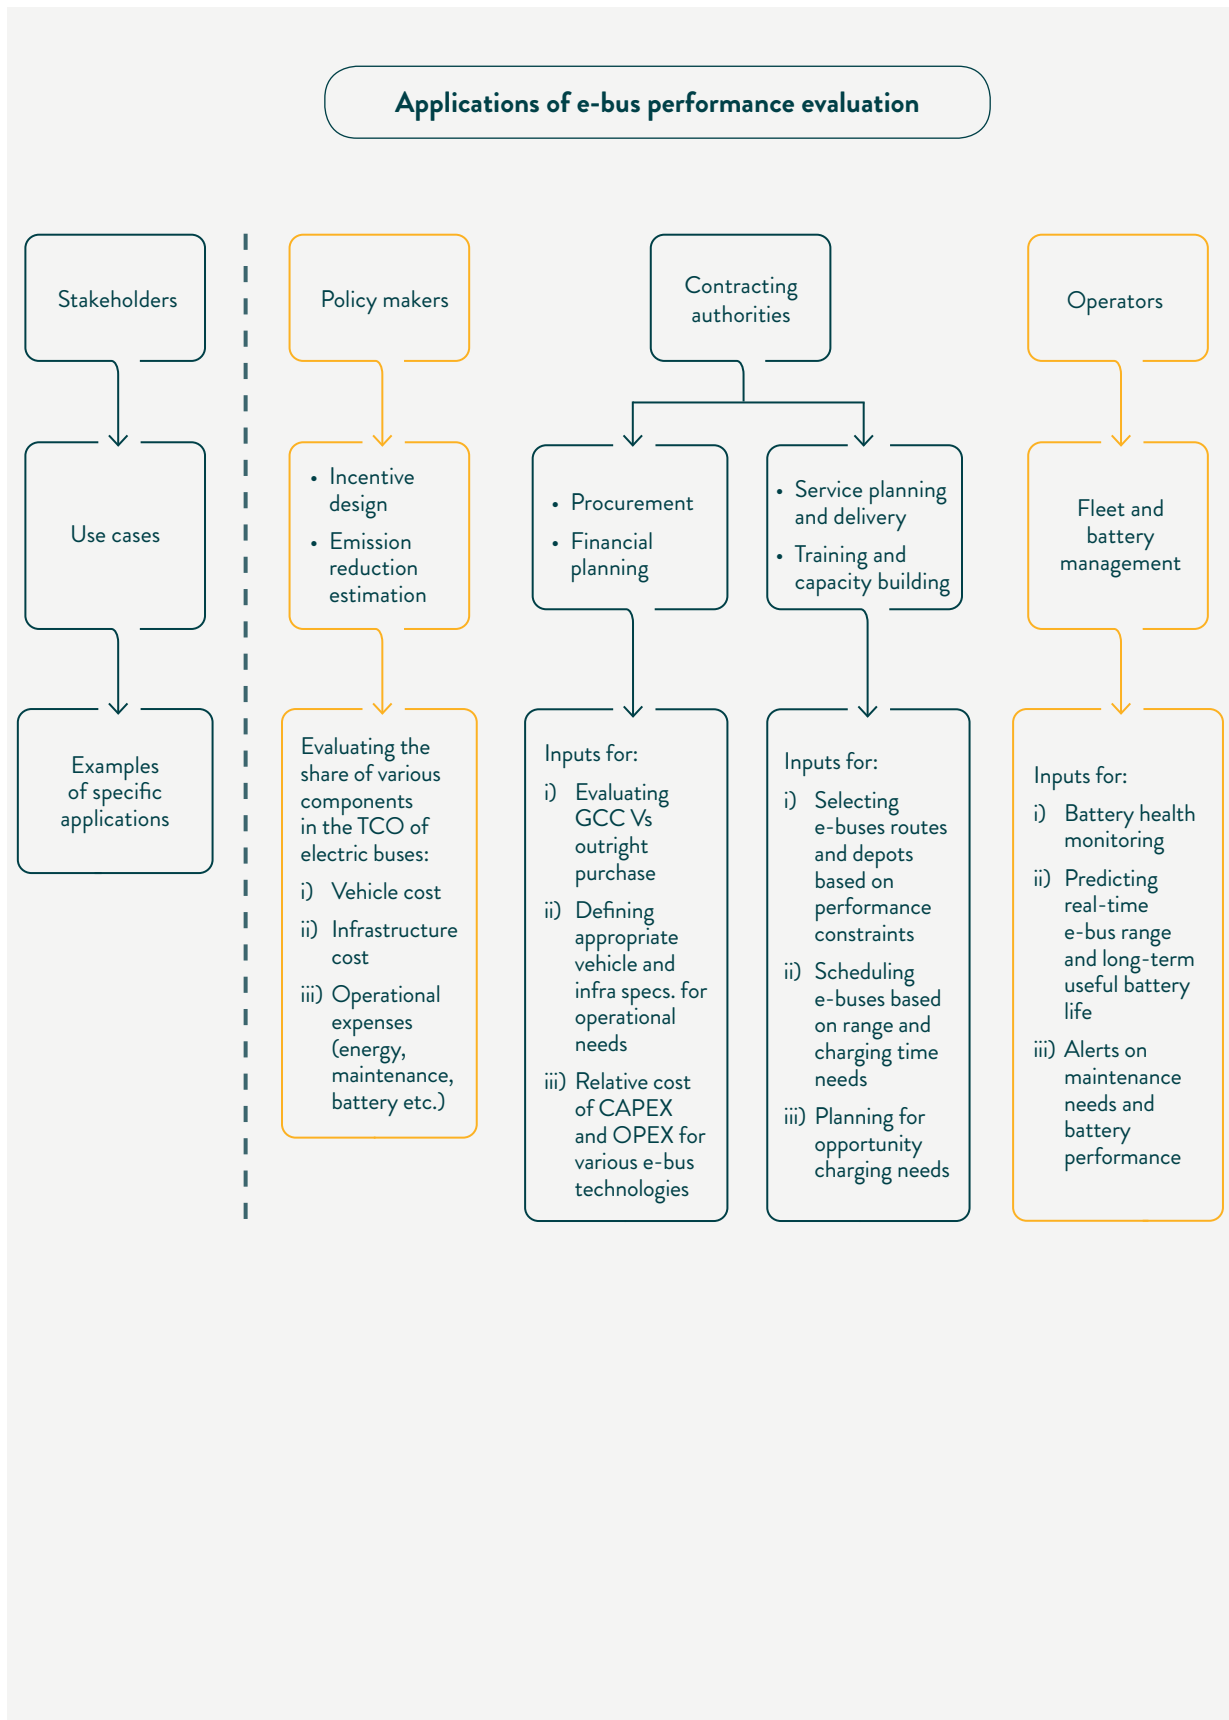 Applications of e-bus performance evaluation
Stakeholders
Use cases
Examples
of specific
applications
Policy makers
• Incentive
design
• Emission
reduction
estimation
Evaluating the
share of various
components
in the TCO of
electric buses:
i) Vehicle cost
ii) Infrastructure
cost
iii) Operational
expenses
(energy,
maintenance,
battery etc.)
Contracting
authorities
• Procurement
• Financial
planning
Inputs for:
i) Evaluating
GCC Vs
outright
purchase
ii) Defining
appropriate
vehicle and
infra specs. for
operational
needs
iii) Relative cost
of CAPEX
and OPEX for
various e-bus
technologies
• Service planning
and delivery
• Training and
capacity building
Inputs for:
i) Selecting
e-buses routes
and depots
based on
performance
constraints
ii) Scheduling
e-buses based
on range and
charging time
needs
iii) Planning for
opportunity
charging needs
Operators
Fleet and
battery
management
Inputs for:
i) Battery health
monitoring
ii) Predicting
real-time
e-bus range
and long-term
useful battery
life
iii) Alerts on
maintenance
needs and
battery
performance